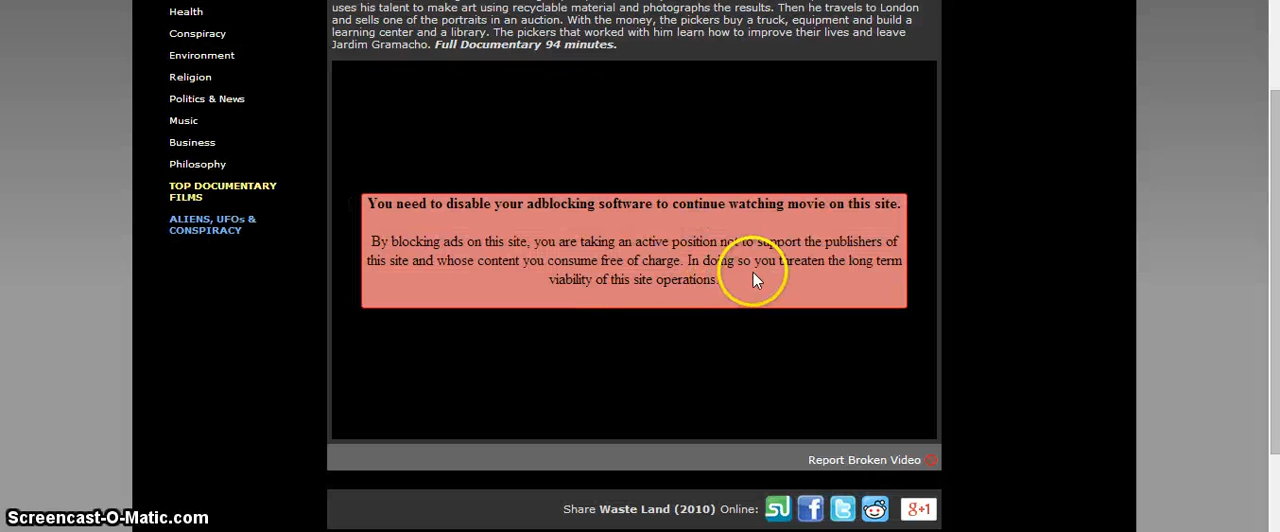 Health
Conspiracy
Environment
Religion
Politics & News
Music
Business
Philosophy
TOP DOCUMENTARY
FILMS
ALIENS, UFOs &
CONSPIRACY
uses his talent to make art using recyclable material and photographs the results. Then he travels to London
and sells one of the portraits in an auction. With the money, the pickers buy a truck, equipment and build a
learning center and a library. The pickers that worked with him learn how to improve their lives and leave
Jardim Gramacho. Full Documentary 94 minutes.
You need to disable your adblocking software to continue watching movie on this site.
By blocking ads on this site, you are taking an active position not to support the publishers of
this site and whose content you consume free of charge. In doing so you threaten the long term
viability of this site operations.
Report Broken Video
Share Waste Land (2010) Online:
g+1
Screencast-O-Matic.com